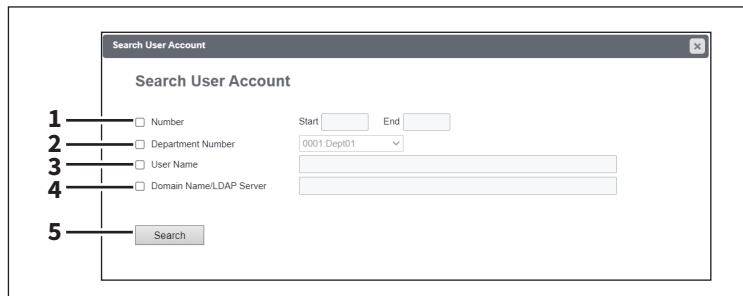 Search User Account
Search User Account
1 Number Start End
2 Department Number 0001:Dept01
3 User Name
4 Domain Name/LDAP Server
5 Search